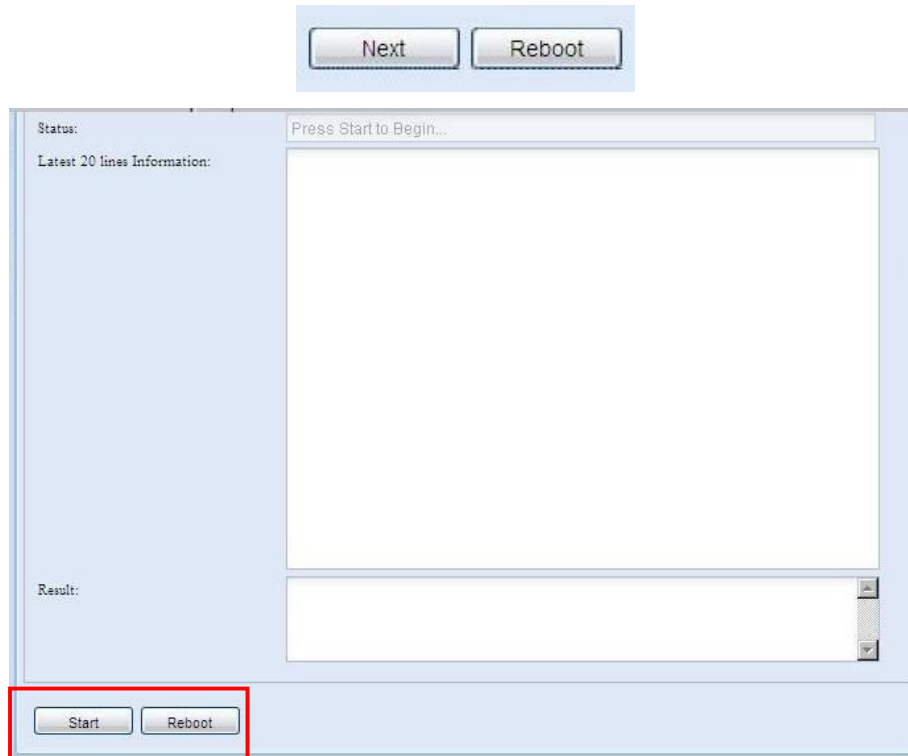 Next Reboot
Status: Press Start to Begin...
Latest 20 lines Information:
Result:
Start Reboot